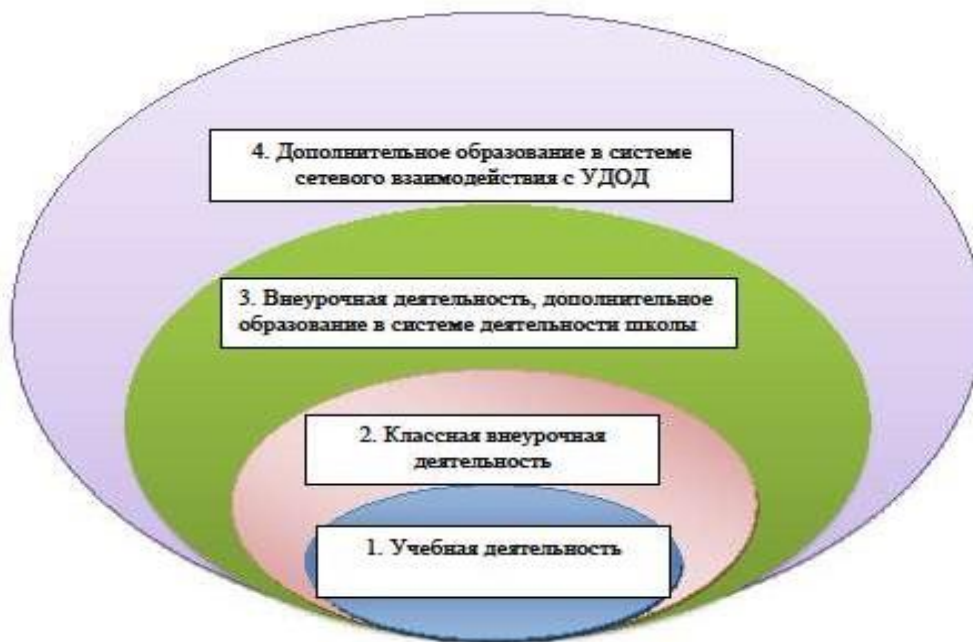 4. Дополнительное образование в системе
сетевого взаимодействия с УДОД
3. Внеурочная деятельность, дополнительное
образование в системе деятельности школы
2. Классная внеурочная
деятельность
1. Учебная деятельность